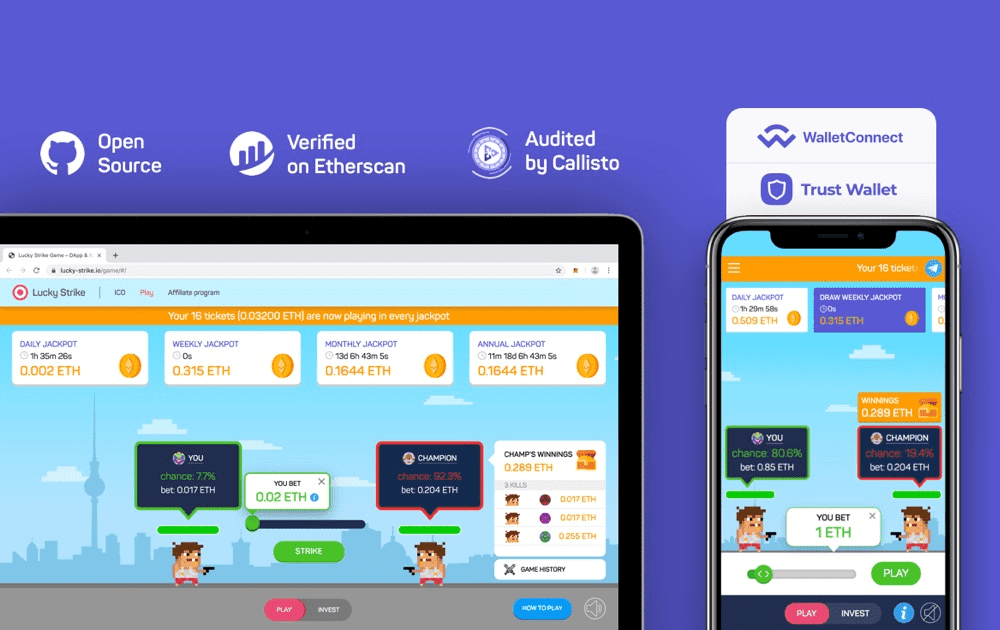 Open
Source
Verified
on Etherscan
Audited
by Callisto
WalletConnect
Trust Wallet
Lucky Strike Game – DApp &
lucky-strike.io/game/#/
Lucky Strike
ICO
Play
Affiliate program
Your 16 tickets (0.03200 ETH) are now playing in every jackpot
DAILY JACKPOT
1h 35m 26s
0.002 ETH
WEEKLY JACKPOT
0s
0.315 ETH
MONTHLY JACKPOT
13d 6h 43m 5s
0.1644 ETH
ANNUAL JACKPOT
11m 18d 6h 43m 5s
0.1644 ETH
YOU
chance: 7.7%
bet: 0.017 ETH
YOU BET
0.02 ETH
STRIKE
CHAMPION
chance: 92.3%
bet: 0.204 ETH
CHAMP'S WINNINGS
0.289 ETH
3 KILLS
0.017 ETH
0.017 ETH
0.255 ETH
GAME HISTORY
PLAY
INVEST
HOW TO PLAY
Your 16 tickets
DAILY JACKPOT
1h 29m 58s
0.509 ETH
DRAW WEEKLY JACKPOT
0s
0.315 ETH
WINNINGS
0.289 ETH
YOU
chance: 80.6%
bet: 0.85 ETH
CHAMPION
chance: 19.4%
bet: 0.204 ETH
YOU BET
1 ETH
PLAY
PLAY
INVEST